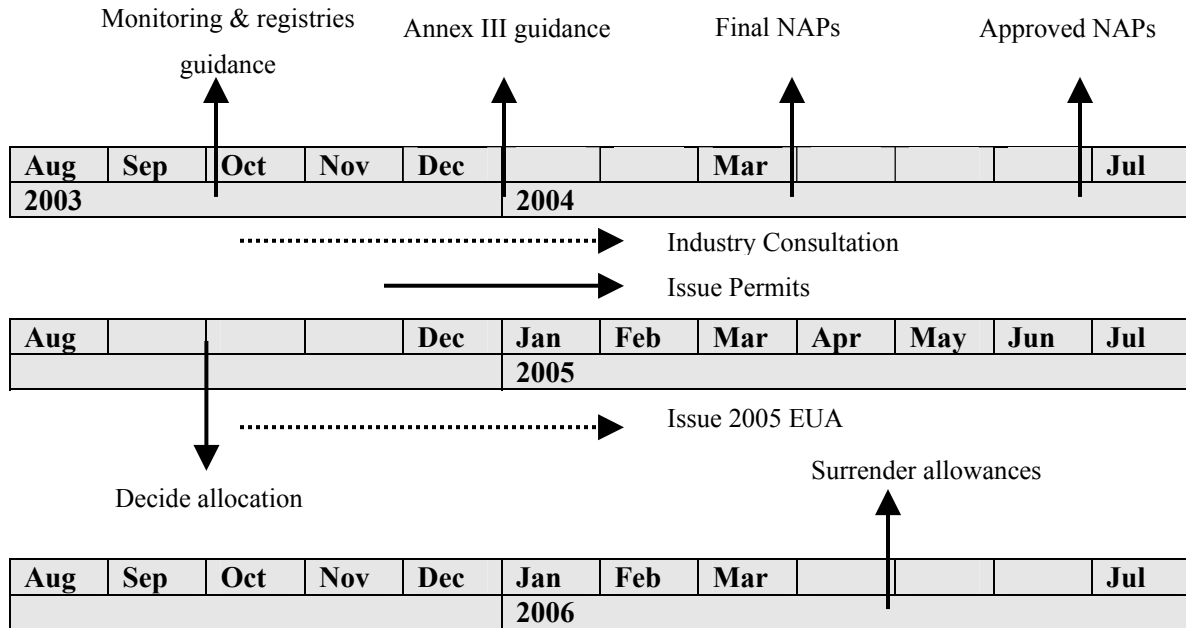 Monitoring & registries
guidance
Annex III guidance
Final NAPs
Approved NAPs
Aug Sep Oct Nov Dec Mar Jul
2003 2004
Industry Consultation
Issue Permits
Aug Dec Jan Feb Mar Apr May Jun Jul
2005
Issue 2005 EUA
Surrender allowances
Decide allocation
Aug Sep Oct Nov Dec Jan Feb Mar Jul
2006